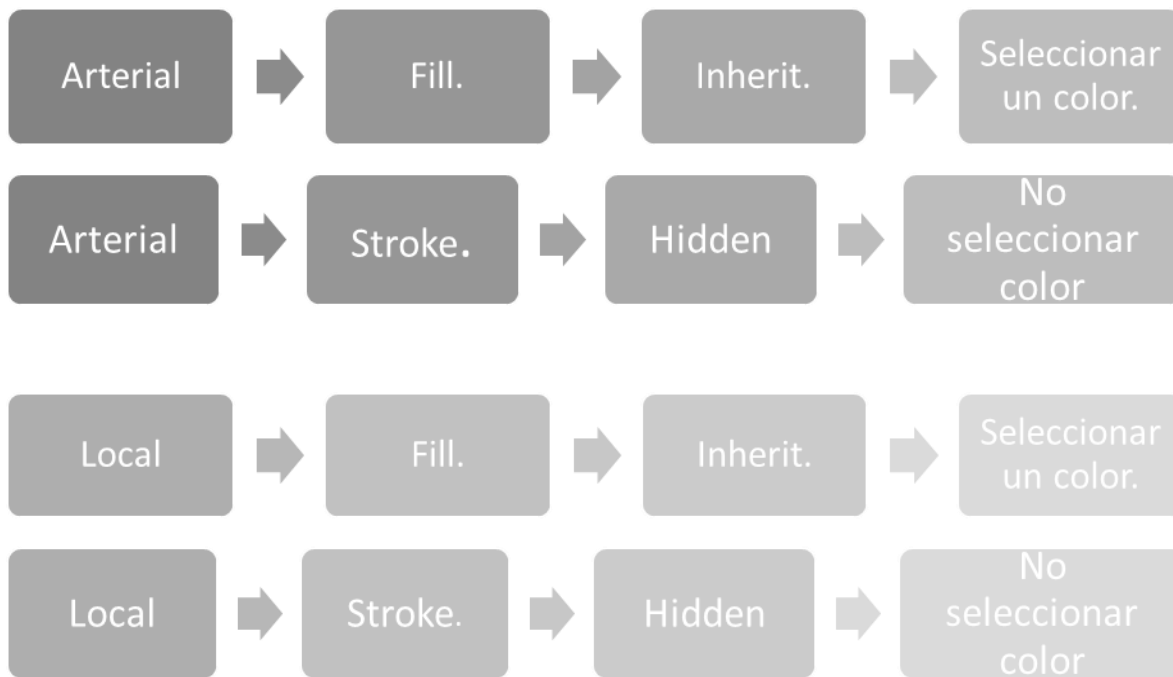 Arterial
Fill.
Inherit.
Seleccionar
un color.
Arterial
Stroke.
Hidden
No
seleccionar
color
Local
Fill.
Inherit.
Seleccionar
un color.
Local
Stroke.
Hidden
No
seleccionar
color